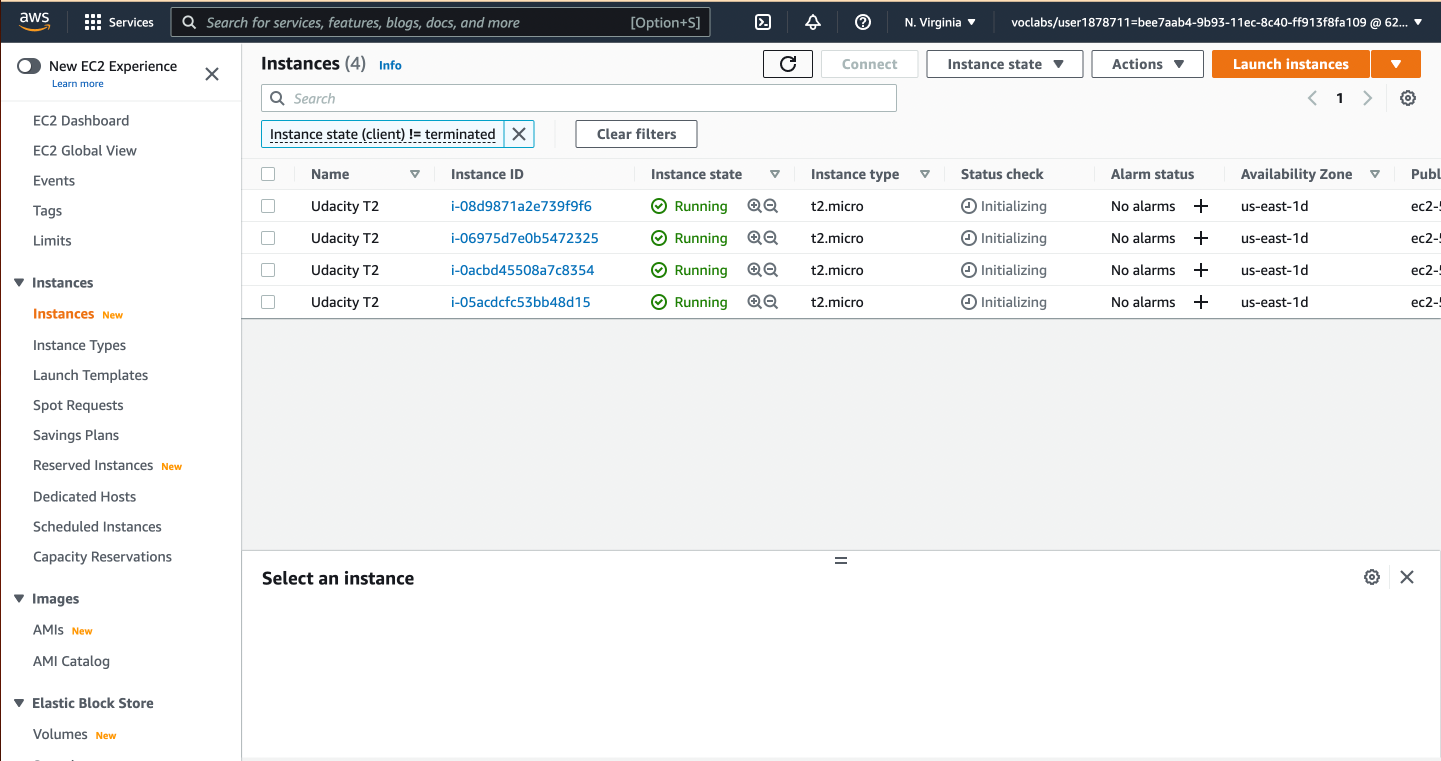 aws Services Search for services, features, blogs, docs, and more [Option+S] N. Virginia voclabs/user1878711=bee7aab4-9b93-11ec-8c40-ff913f8fa109 @ 62...
New EC2 Experience
Learn more
EC2 Dashboard
EC2 Global View
Events
Tags
Limits
Instances
Instances New
Instance Types
Launch Templates
Spot Requests
Savings Plans
Reserved Instances New
Dedicated Hosts
Scheduled Instances
Capacity Reservations
Images
AMIs New
AMI Catalog
Elastic Block Store
Volumes New
Instances (4) Info Connect Instance state Actions Launch instances
Search 1
Instance state (client) != terminated Clear filters
Name Instance ID Instance state Instance type Status check Alarm status Availability Zone Publ
Udacity T2 i-08d9871a2e739f9f6 Running t2.micro Initializing No alarms + us-east-1d ec2-5
Udacity T2 i-06975d7e0b5472325 Running t2.micro Initializing No alarms + us-east-1d ec2-5
Udacity T2 i-0acbd45508a7c8354 Running t2.micro Initializing No alarms + us-east-1d ec2-5
Udacity T2 i-05acdcfc53bb48d15 Running t2.micro Initializing No alarms + us-east-1d ec2-5
Select an instance